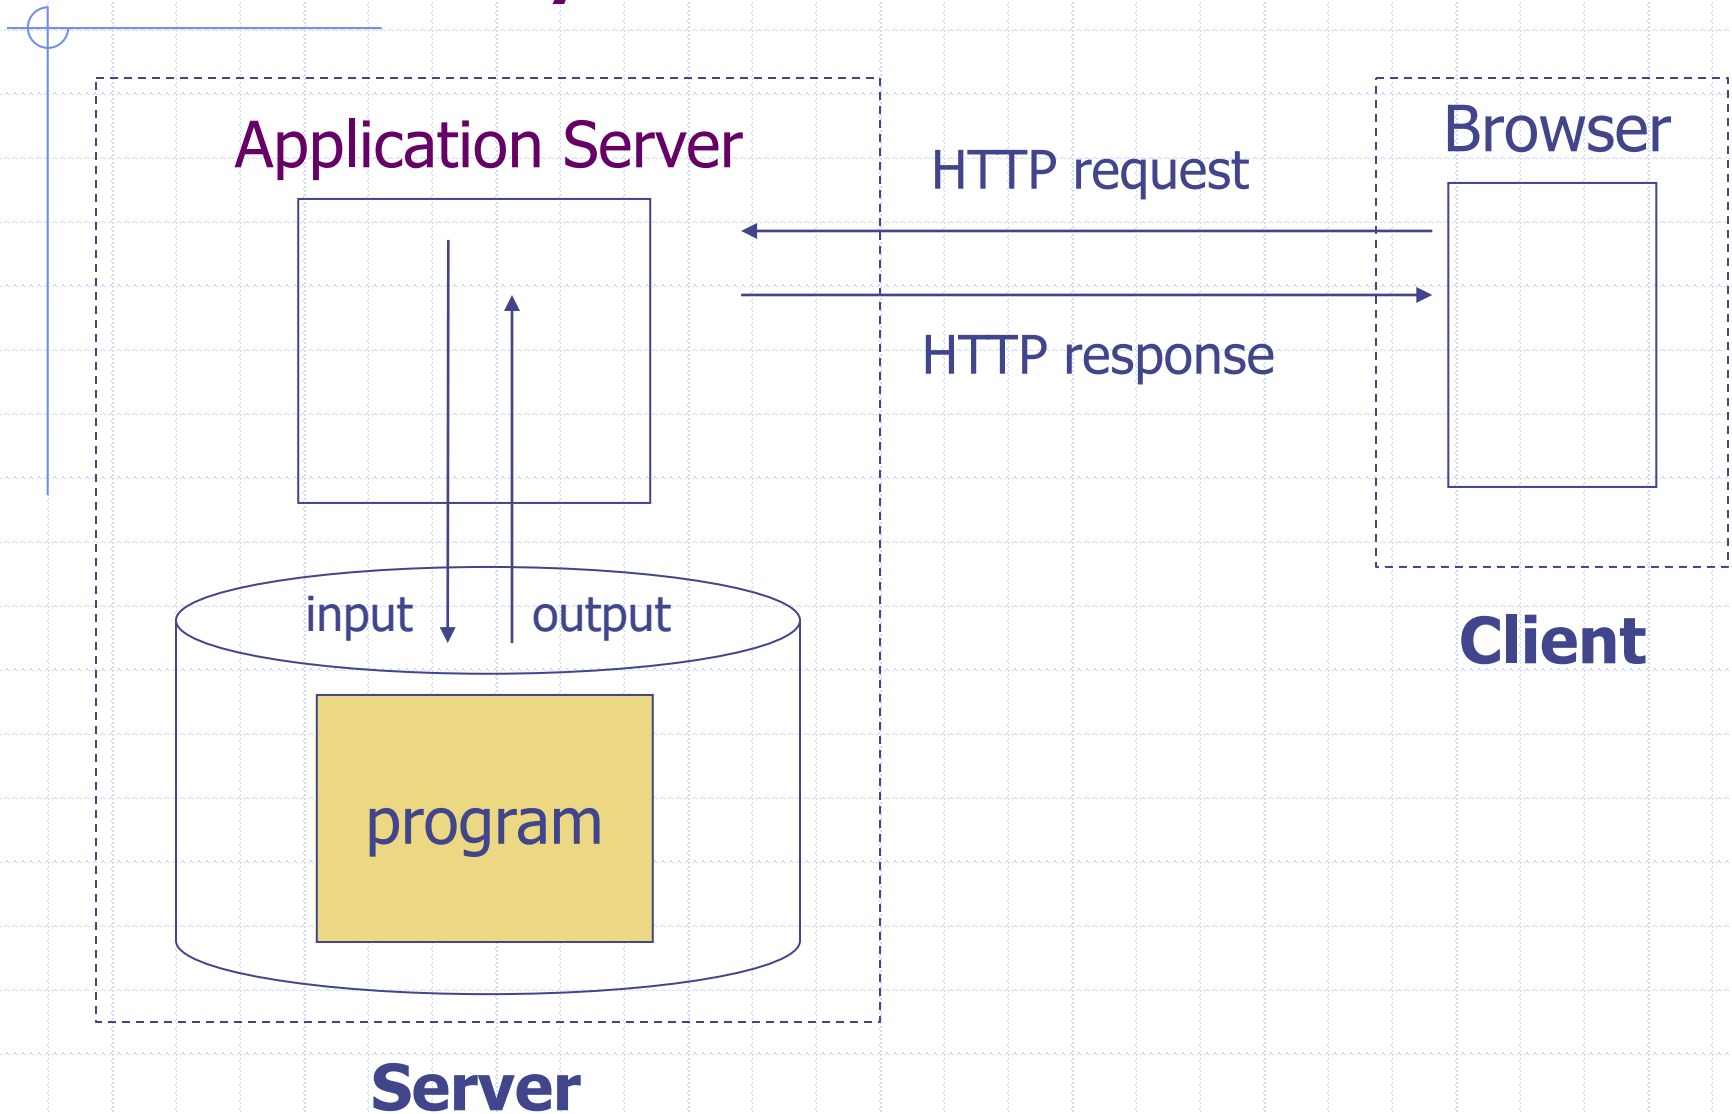 Application Server
Browser
HTTP request
HTTP response
input
output
Client
program
Server